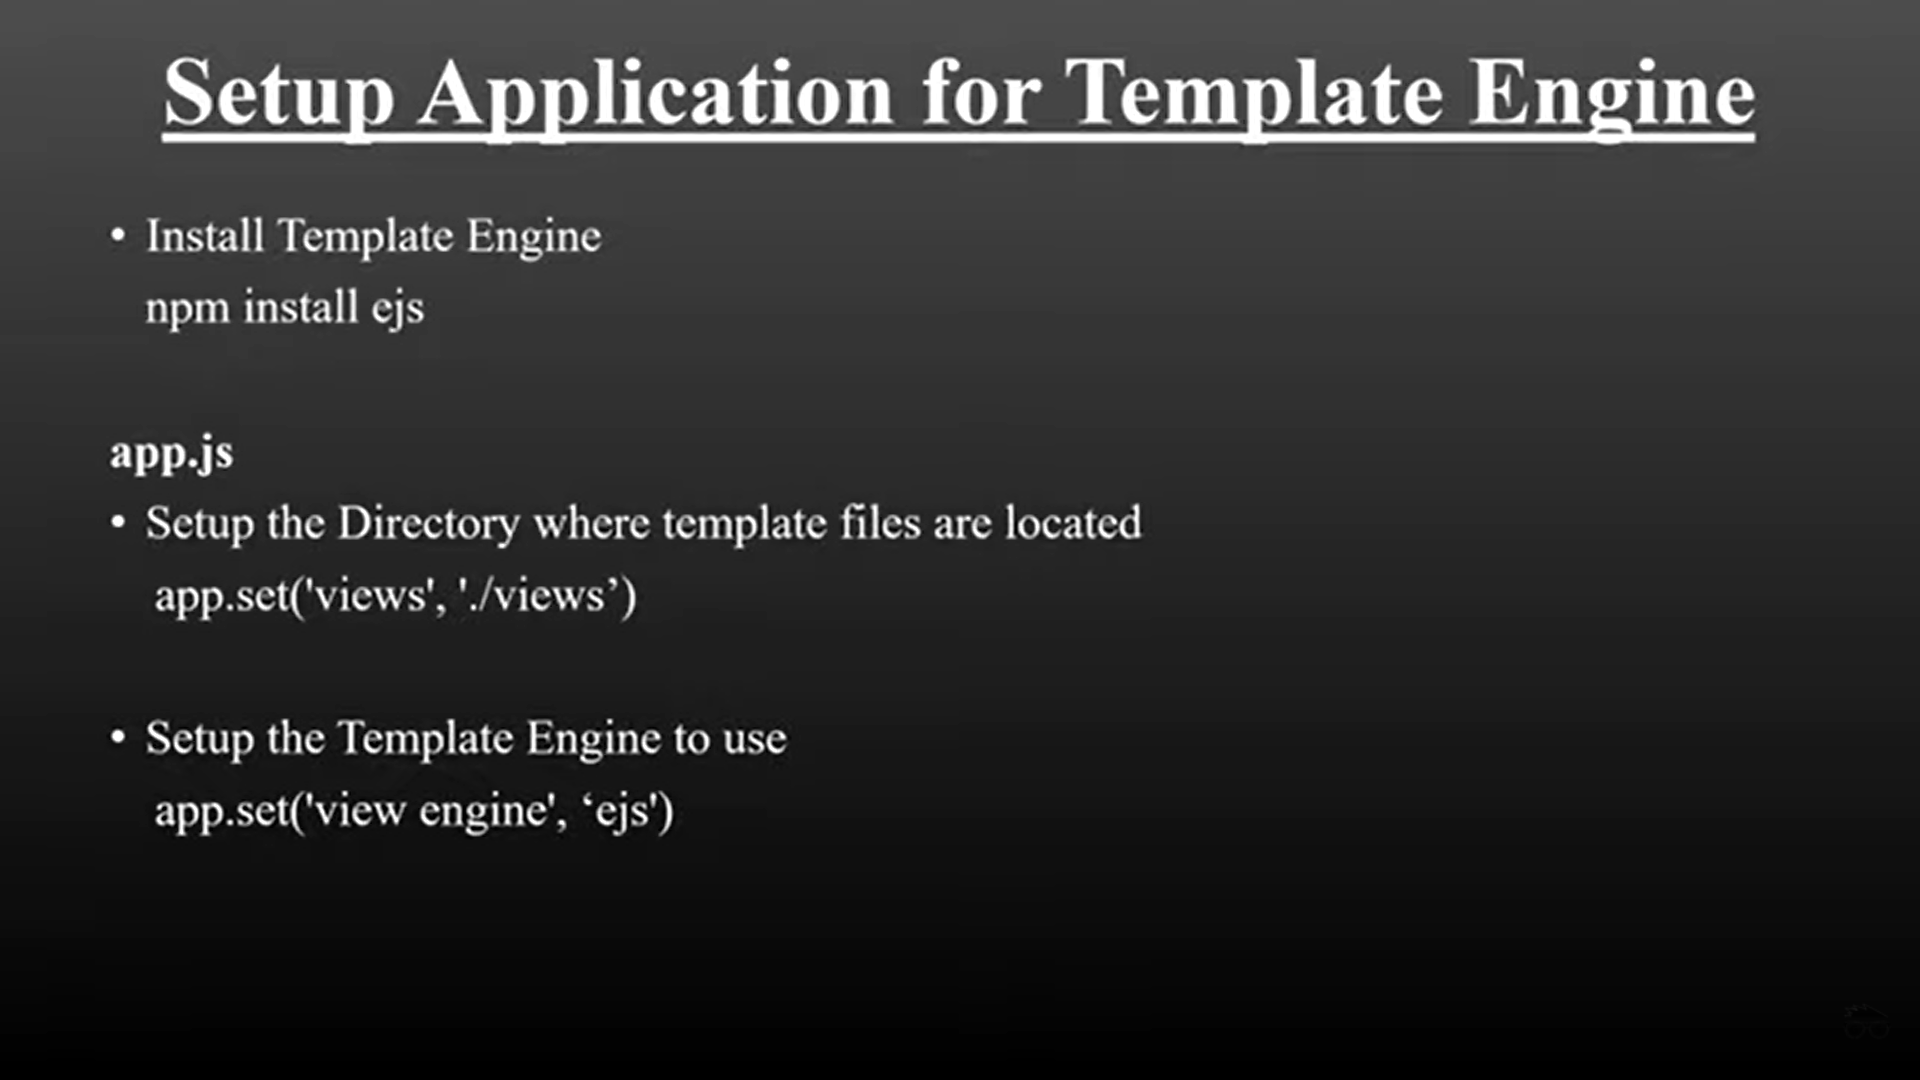 Setup Application for Template Engine
• Install Template Engine
npm install ejs
app.js
• Setup the Directory where template files are located
app.set('views', './views’)
• Setup the Template Engine to use
app.set('view engine', ‘ejs')